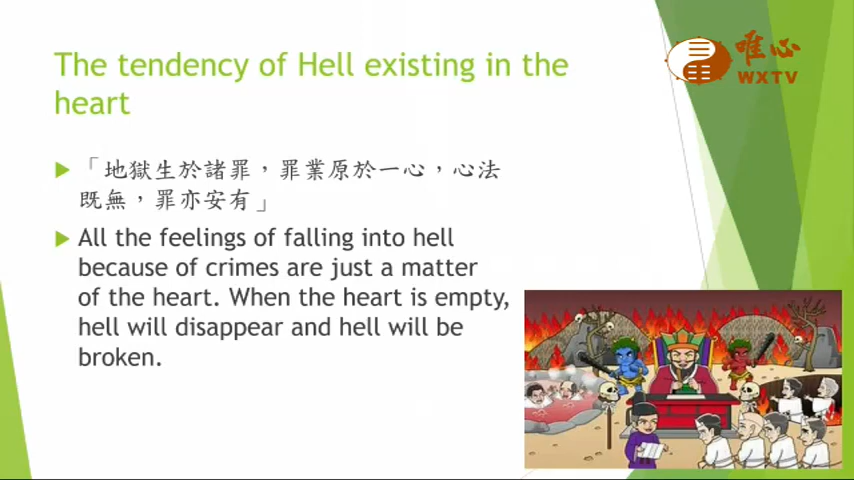 The tendency of Hell existing in the
heart
唯心
WXTV
「地獄生於諸罪，罪業原於一心，心法
既無，罪亦安有」
All the feelings of falling into hell
because of crimes are just a matter
of the heart. When the heart is empty,
hell will disappear and hell will be
broken.